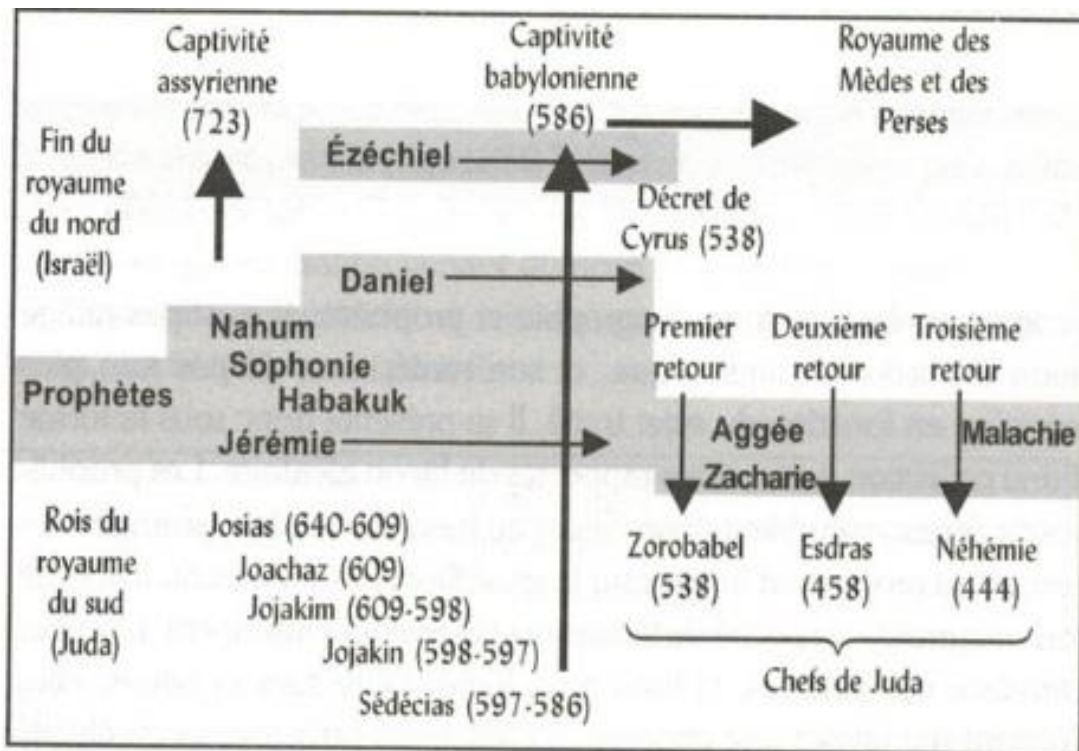 Captivité
assyrienne
(723)
Captivité
babylonienne
(586)
Royaume des
Mèdes et des
Perses
Fin du
royaume
du nord
(Israël)
Ézéchiel
Décret de
Cyrus (538)
Daniel
Premier
retour
Deuxième
retour
Troisième
retour
Prophètes
Nahum
Sophonie
Habakuk
Jérémie
Aggée
Zacharie
Malachie
Rois du
royaume
du sud
(Juda)
Josias (640-609)
Joachaz (609)
Jojakim (609-598)
Jojakin (598-597)
Sédécias (597-586)
Zorobabel
(538)
Esdras
(458)
Néhémie
(444)
Chefs de Juda